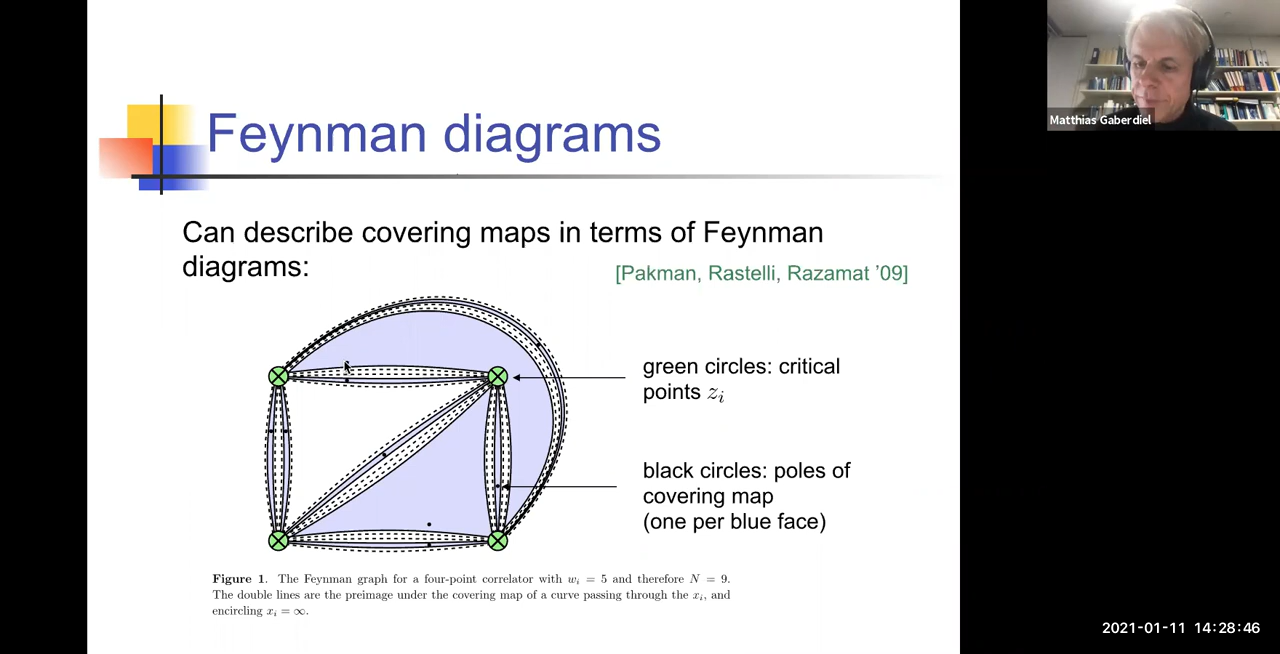 Matthias Gaberdiel
Feynman diagrams
Can describe covering maps in terms of Feynman
diagrams:
[Pakman, Rastelli, Razamat ’09]
green circles: critical
points z_i
black circles: poles of
covering map
(one per blue face)
Figure 1. The Feynman graph for a four-point correlator with w_i = 5 and therefore N = 9.
The double lines are the preimage under the covering map of a curve passing through the x_i, and
encircling x_i = ∞.
2021-01-11 14:28:46